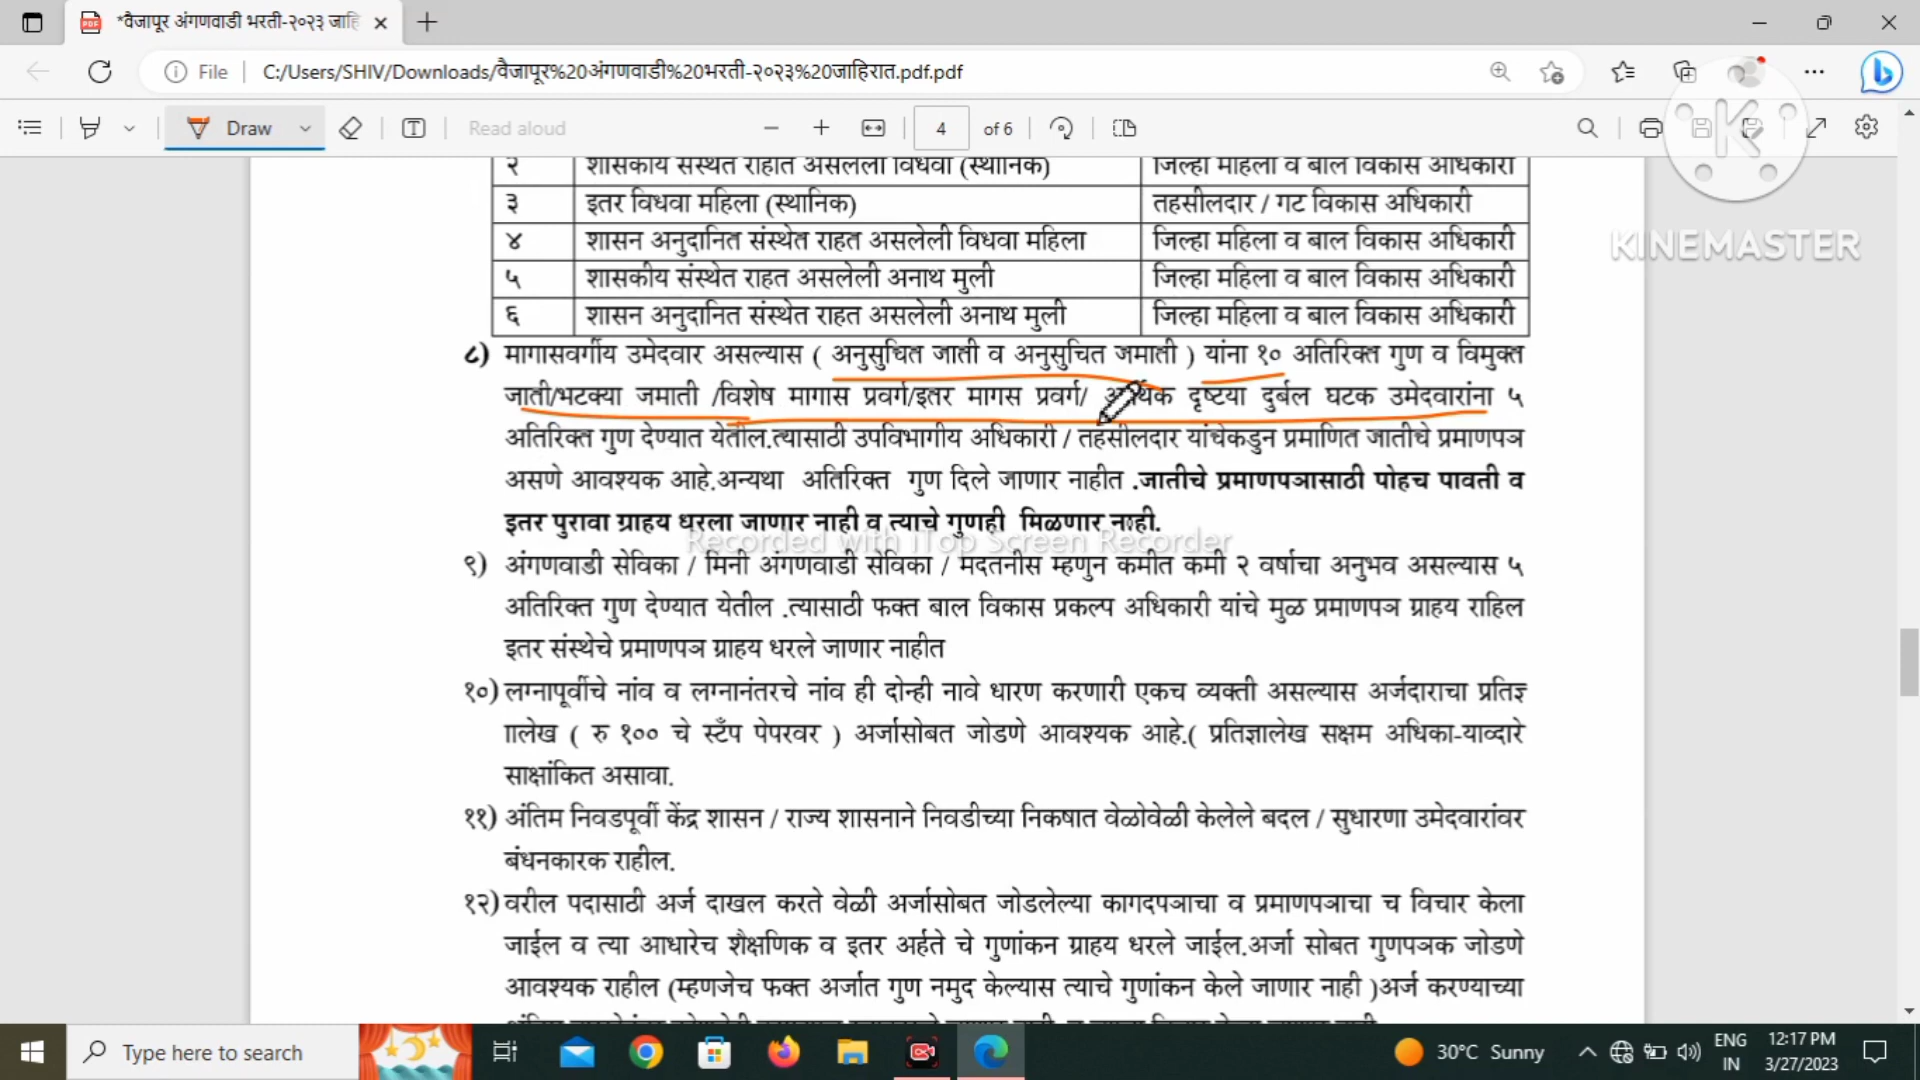 *वैजापूर अंगणवाडी भरती-२०२३ जाहि
File
C:/Users/SHIV/Downloads/वैजापूर%20अंगणवाडी%20भरती-२०२३%20जाहिरात.pdf.pdf
Draw
Read aloud
4 of 6
KINEMASTER
२ शासकीय संस्थेत राहात असलेली विधवा (स्थानिक) जिल्हा महिला व बाल विकास अधिकारी
३ इतर विधवा महिला (स्थानिक) तहसीलदार / गट विकास अधिकारी
४ शासन अनुदानित संस्थेत राहत असलेली विधवा महिला जिल्हा महिला व बाल विकास अधिकारी
५ शासकीय संस्थेत राहत असलेली अनाथ मुली जिल्हा महिला व बाल विकास अधिकारी
६ शासन अनुदानित संस्थेत राहत असलेली अनाथ मुली जिल्हा महिला व बाल विकास अधिकारी
८) मागासवर्गीय उमेदवार असल्यास ( अनुसुचित जाती व अनुसुचित जमाती ) यांना १० अतिरिक्त गुण व विमुक्त
जाती/भटक्या जमाती /विशेष मागास प्रवर्ग/इतर मागस प्रवर्ग/ आर्थिक दृष्टया दुर्बल घटक उमेदवारांना ५
अतिरिक्त गुण देण्यात येतील.त्यासाठी उपविभागीय अधिकारी / तहसीलदार यांचेकडुन प्रमाणित जातीचे प्रमाणपत्र
असणे आवश्यक आहे.अन्यथा अतिरिक्त गुण दिले जाणार नाहीत .जातीचे प्रमाणपत्रासाठी पोहच पावती व
इतर पुरावा ग्राहय धरला जाणार नाही व त्याचे गुणही मिळणार नाही.
Recorded with iTop Screen Recorder
९) अंगणवाडी सेविका / मिनी अंगणवाडी सेविका / मदतनीस म्हणुन कमीत कमी २ वर्षाचा अनुभव असल्यास ५
अतिरिक्त गुण देण्यात येतील .त्यासाठी फक्त बाल विकास प्रकल्प अधिकारी यांचे मुळ प्रमाणपत्र ग्राहय राहिल
इतर संस्थेचे प्रमाणपत्र ग्राहय धरले जाणार नाहीत
१०) लग्नापूर्वीचे नांव व लग्नानंतरचे नांव ही दोन्ही नावे धारण करणारी एकच व्यक्ती असल्यास अर्जदाराचा प्रतिज्ञ
ालेख ( रु १०० चे स्टँप पेपरवर ) अर्जासोबत जोडणे आवश्यक आहे.( प्रतिज्ञालेख सक्षम अधिका-याव्दारे
साक्षांकित असावा.
११) अंतिम निवडपूर्वी केंद्र शासन / राज्य शासनाने निवडीच्या निकषात वेळोवेळी केलेले बदल / सुधारणा उमेदवारांवर
बंधनकारक राहील.
१२) वरील पदासाठी अर्ज दाखल करते वेळी अर्जासोबत जोडलेल्या कागदपत्राचा व प्रमाणपत्राचा च विचार केला
जाईल व त्या आधारेच शैक्षणिक व इतर अर्हते चे गुणांकन ग्राहय धरले जाईल.अर्जा सोबत गुणपत्रक जोडणे
आवश्यक राहील (म्हणजेच फक्त अर्जात गुण नमुद केल्यास त्याचे गुणांकन केले जाणार नाही )अर्ज करण्याच्या
Type here to search
30°C Sunny
ENG
IN
12:17 PM
3/27/2023